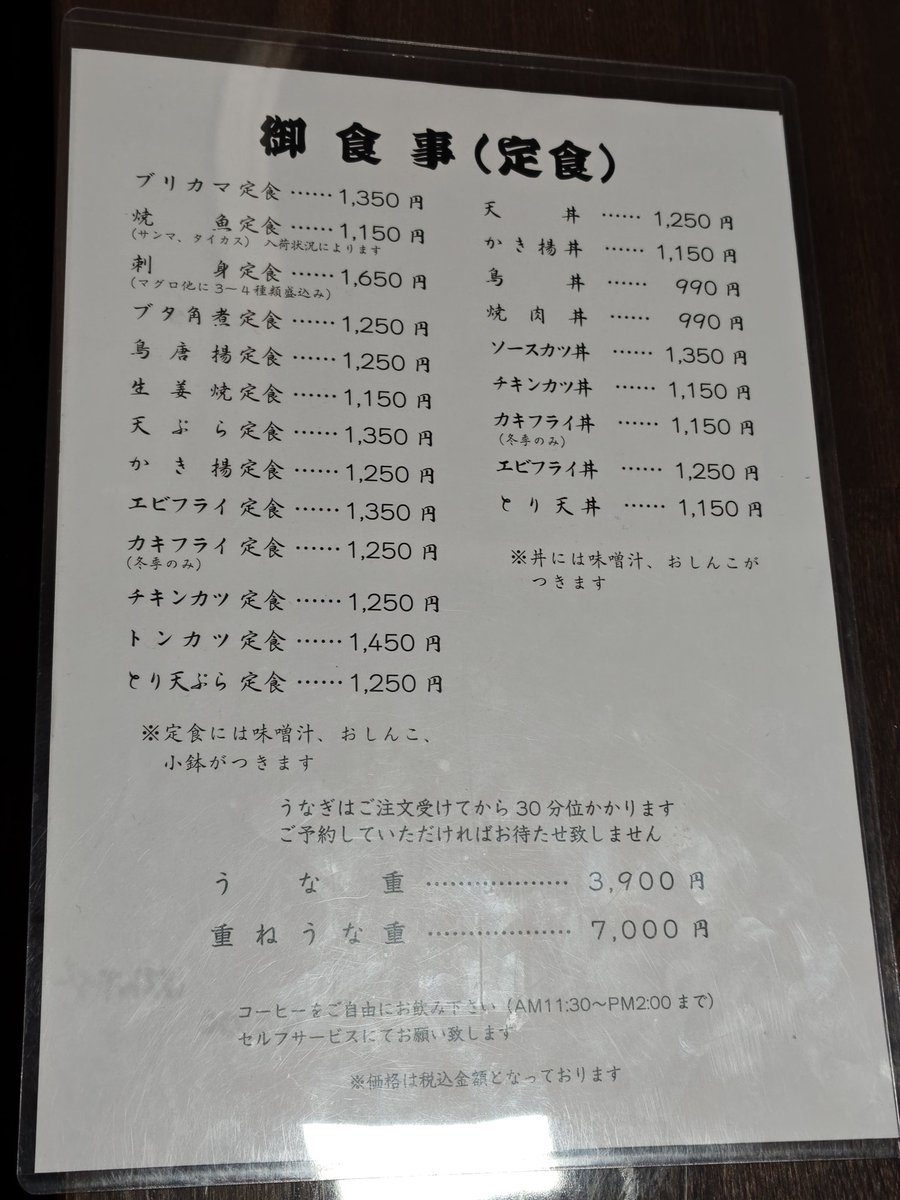 御食事(定食)
ブリカマ定食……1,350円
焼魚定食……1,150円
(サンマ、タイカス) 入荷状況によります
刺身定食……1,650円
(マグロ他に3〜4種類盛込み)
ブタ角煮定食……1,250円
鳥唐揚定食……1,250円
生姜焼定食……1,150円
天ぷら定食……1,350円
かき揚定食……1,250円
エビフライ定食……1,350円
カキフライ定食……1,250円
(冬季のみ)
チキンカツ定食……1,250円
トンカツ定食……1,450円
とり天ぷら定食……1,250円
※定食には味噌汁、おしんこ、
小鉢がつきます
天丼……1,250円
かき揚丼……1,150円
鳥丼……990円
焼肉丼……990円
ソースカツ丼……1,350円
チキンカツ丼……1,150円
カキフライ丼……1,150円
(冬季のみ)
エビフライ丼……1,250円
とり天丼……1,150円
※丼には味噌汁、おしんこが
つきます
うなぎはご注文受けてから30分位かかります
ご予約していただければお待たせ致しません
うな重………………3,900円
重ねうな重………………7,000円
コーヒーをご自由にお飲み下さい(AM11:30〜PM2:00まで)
セルフサービスにてお願い致します
※価格は税込金額となっております